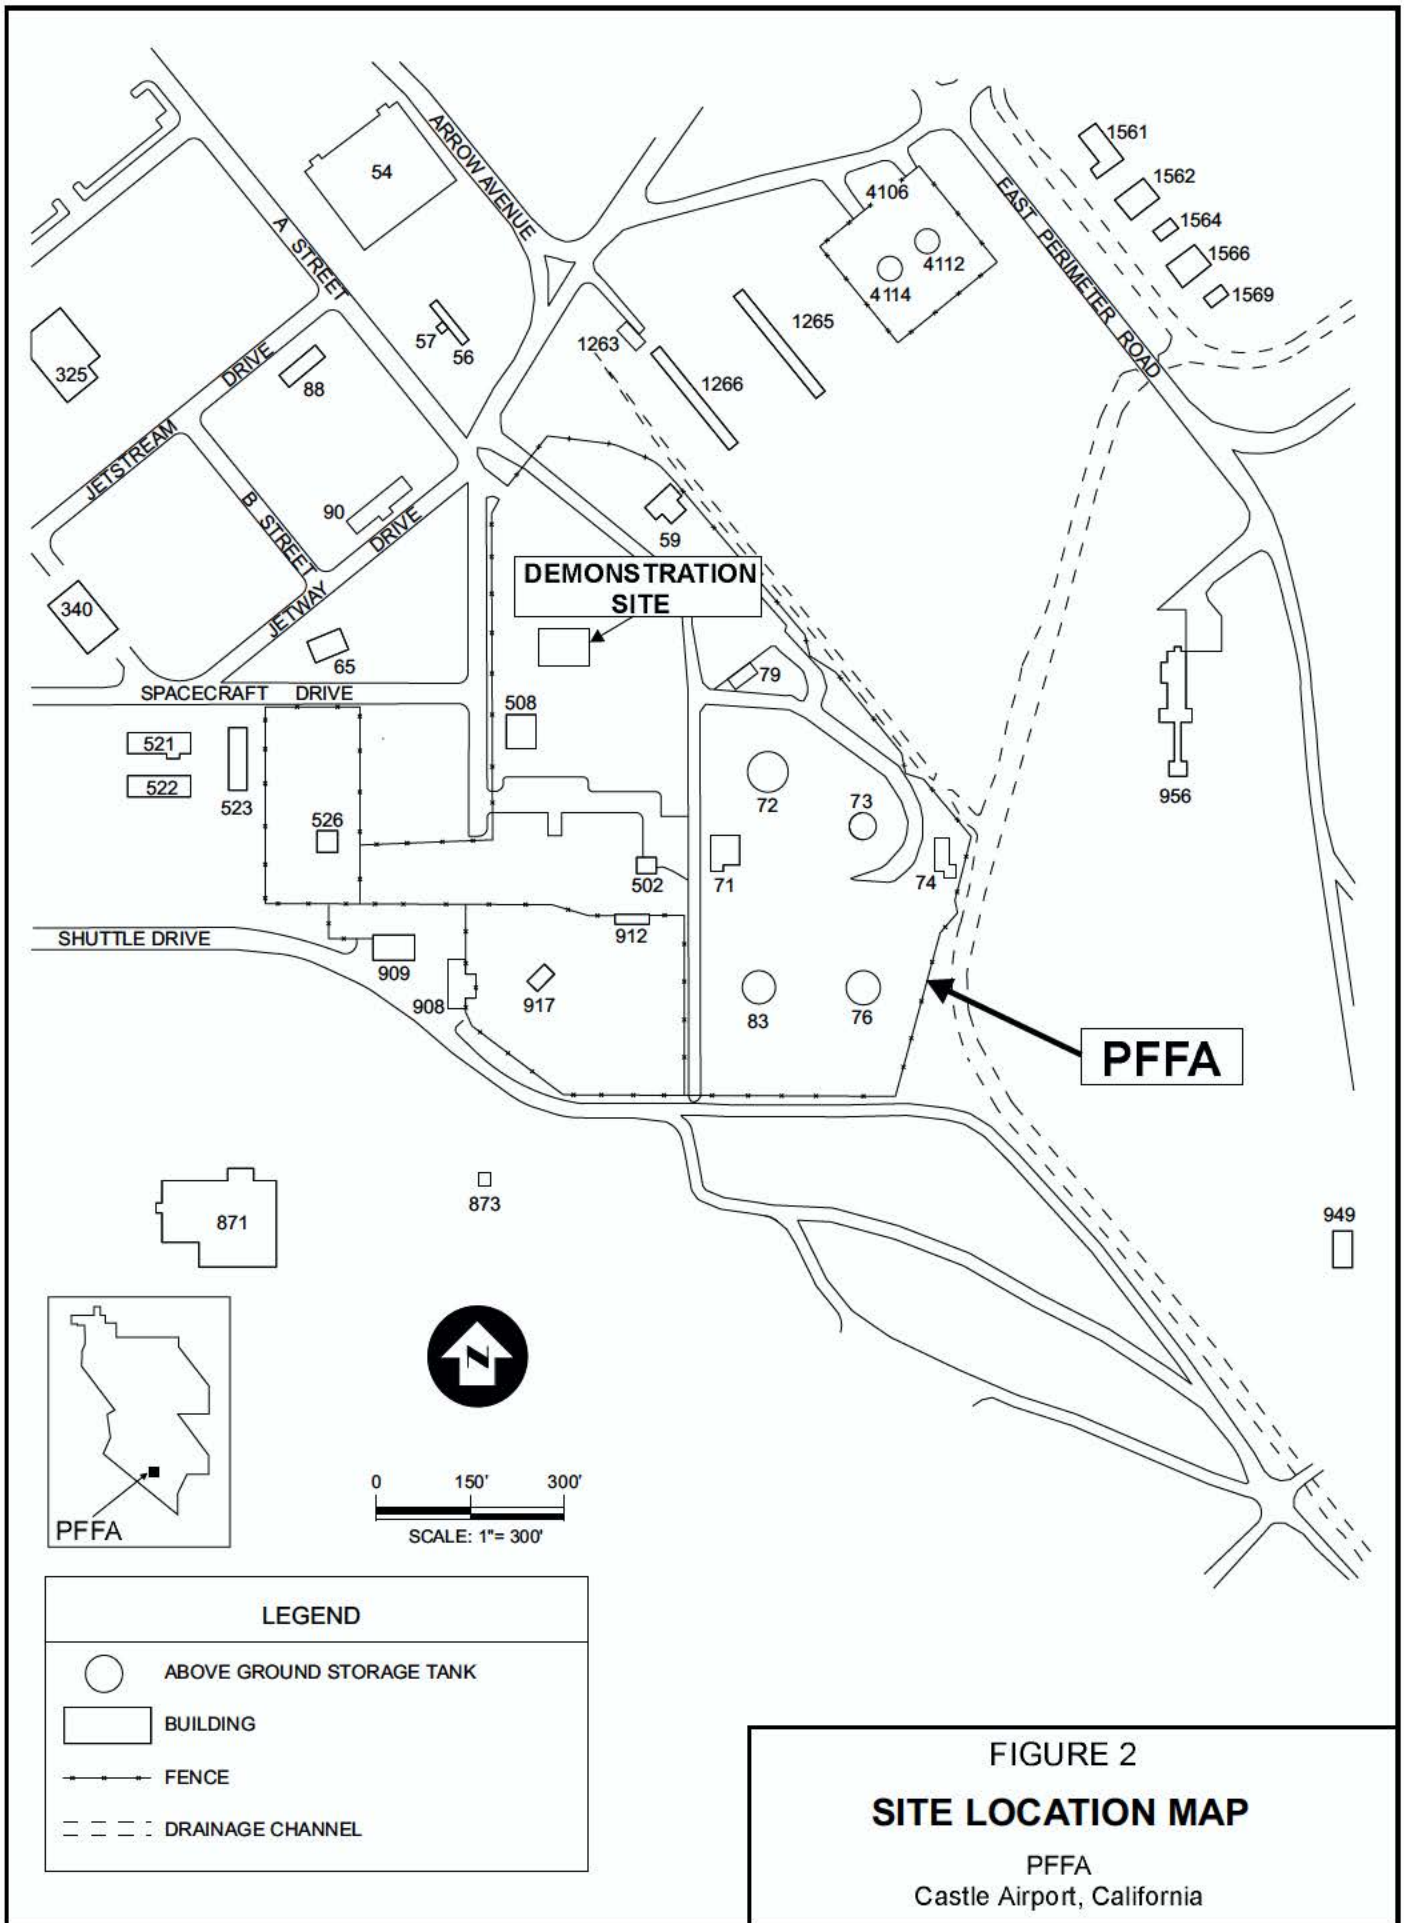 1561
ARROW AVENUE
54
1562
4106
EAST PERIMETER ROAD
1564
A STREET
4112
1566
4114
1569
1265
57
56
1263
325
DRIVE
88
1266
JETSTREAM
90
B STREET
DRIVE
59
DEMONSTRATION
SITE
340
JETWAY
65
79
SPACECRAFT DRIVE
508
521
522
523
72
73
956
526
502
71
74
SHUTTLE DRIVE
912
909
908
917
83
76
PFFA
871
873
949
N
PFFA
0 150' 300'
SCALE: 1"= 300'
LEGEND
ABOVE GROUND STORAGE TANK
BUILDING
FENCE
DRAINAGE CHANNEL
FIGURE 2
SITE LOCATION MAP
PFFA
Castle Airport, California